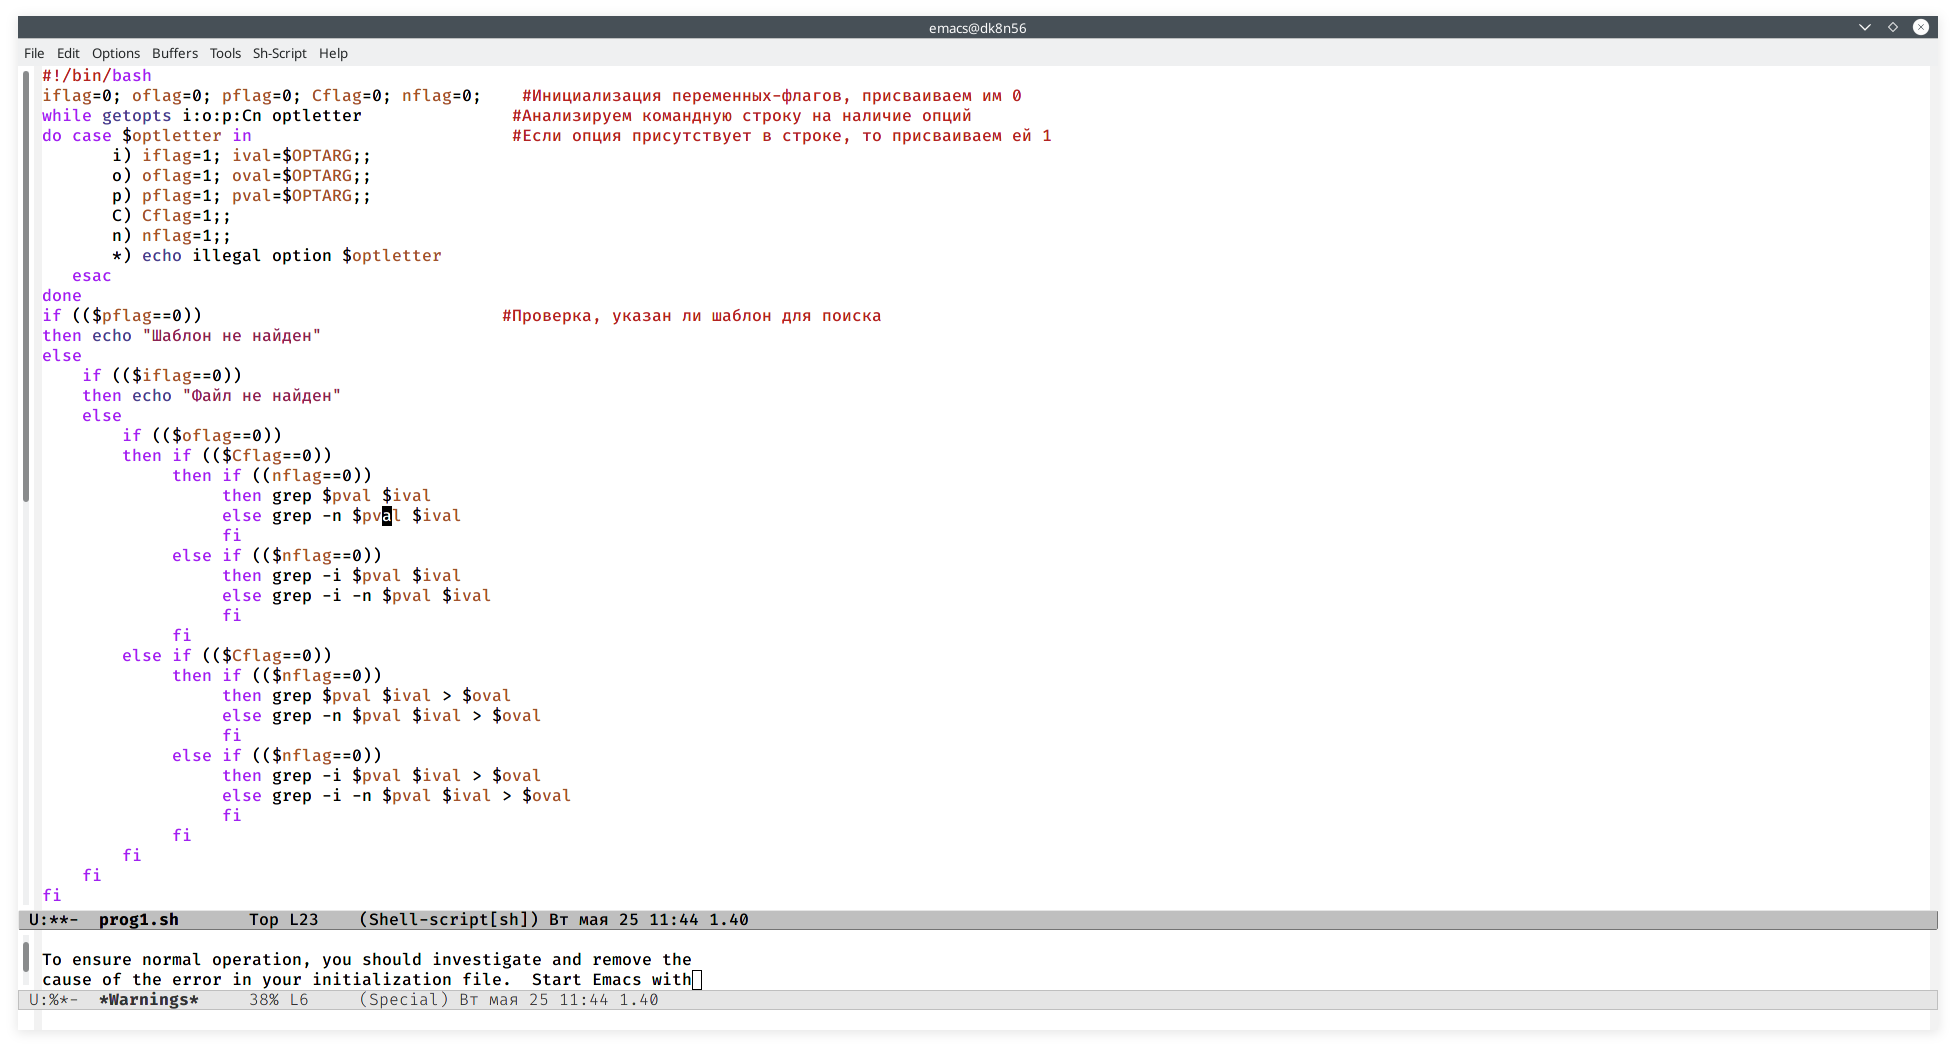 emacs@dk8n56
File Edit Options Buffers Tools Sh-Script Help
#!/bin/bash
iflag=0; oflag=0; pflag=0; Cflag=0; nflag=0;    #Инициализация переменных-флагов, присваиваем им 0
while getopts i:o:p:Cn optletter               #Анализируем командную строку на наличие опций
do case $optletter in                          #Если опция присутствует в строке, то присваиваем ей 1
       i) iflag=1; ival=$OPTARG;;
       o) oflag=1; oval=$OPTARG;;
       p) pflag=1; pval=$OPTARG;;
       C) Cflag=1;;
       n) nflag=1;;
       *) echo illegal option $optletter
   esac
done
if (($pflag==0))                              #Проверка, указан ли шаблон для поиска
then echo "Шаблон не найден"
else
    if (($iflag==0))
    then echo "Файл не найден"
    else
        if (($oflag==0))
        then if (($Cflag==0))
             then if ((nflag==0))
                  then grep $pval $ival
                  else grep -n $pval $ival
                  fi
             else if (($nflag==0))
                  then grep -i $pval $ival
                  else grep -i -n $pval $ival
                  fi
             fi
        else if (($Cflag==0))
             then if (($nflag==0))
                  then grep $pval $ival > $oval
                  else grep -n $pval $ival > $oval
                  fi
             else if (($nflag==0))
                  then grep -i $pval $ival > $oval
                  else grep -i -n $pval $ival > $oval
                  fi
             fi
        fi
    fi
fi
U:**-  prog1.sh       Top L23    (Shell-script[sh]) Вт мая 25 11:44 1.40
To ensure normal operation, you should investigate and remove the
cause of the error in your initialization file.  Start Emacs with
U:%*-  *Warnings*     38% L6     (Special) Вт мая 25 11:44 1.40